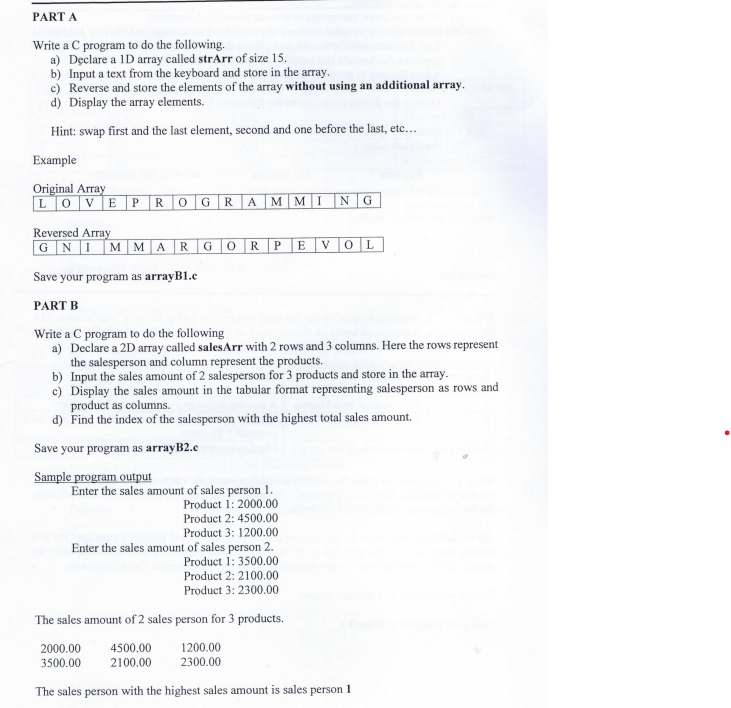 PART A
Write a C program to do the following.
a) Declare a 1D array called strArr of size 15.
b) Input a text from the keyboard and store in the array.
c) Reverse and store the elements of the array without using an additional array.
d) Display the array elements.
Hint: swap first and the last element, second and one before the last, etc…
Example
Original Array
L O V E P R O G R A M M I N G
Reversed Array
G N I M M A R G O R P E V O L
Save your program as arrayB1.c
PART B
Write a C program to do the following
a) Declare a 2D array called salesArr with 2 rows and 3 columns. Here the rows represent
the salesperson and column represent the products.
b) Input the sales amount of 2 salesperson for 3 products and store in the array.
c) Display the sales amount in the tabular format representing salesperson as rows and
product as columns.
d) Find the index of the salesperson with the highest total sales amount.
Save your program as arrayB2.c
Sample program output
Enter the sales amount of sales person 1.
Product 1: 2000.00
Product 2: 4500.00
Product 3: 1200.00
Enter the sales amount of sales person 2.
Product 1: 3500.00
Product 2: 2100.00
Product 3: 2300.00
The sales amount of 2 sales person for 3 products.
2000.00 4500.00 1200.00
3500.00 2100.00 2300.00
The sales person with the highest sales amount is sales person 1